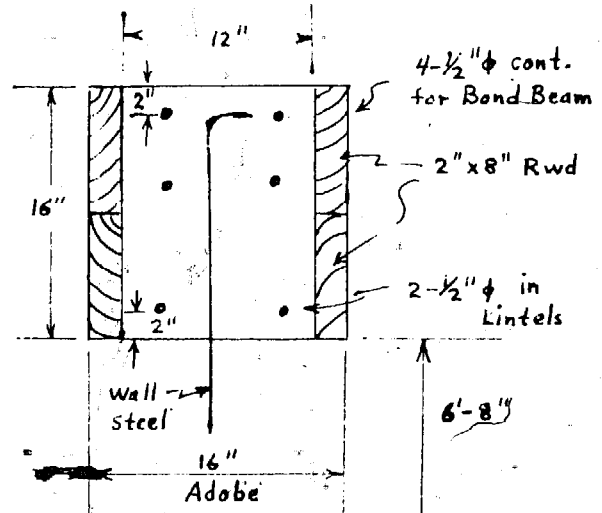 12"
4-½"ϕ cont.
for Bond Beam
2"
2"x8" Rwd
16"
2-½"ϕ in
Lintels
2"
wall
steel
6'-8"
16"
Adobe